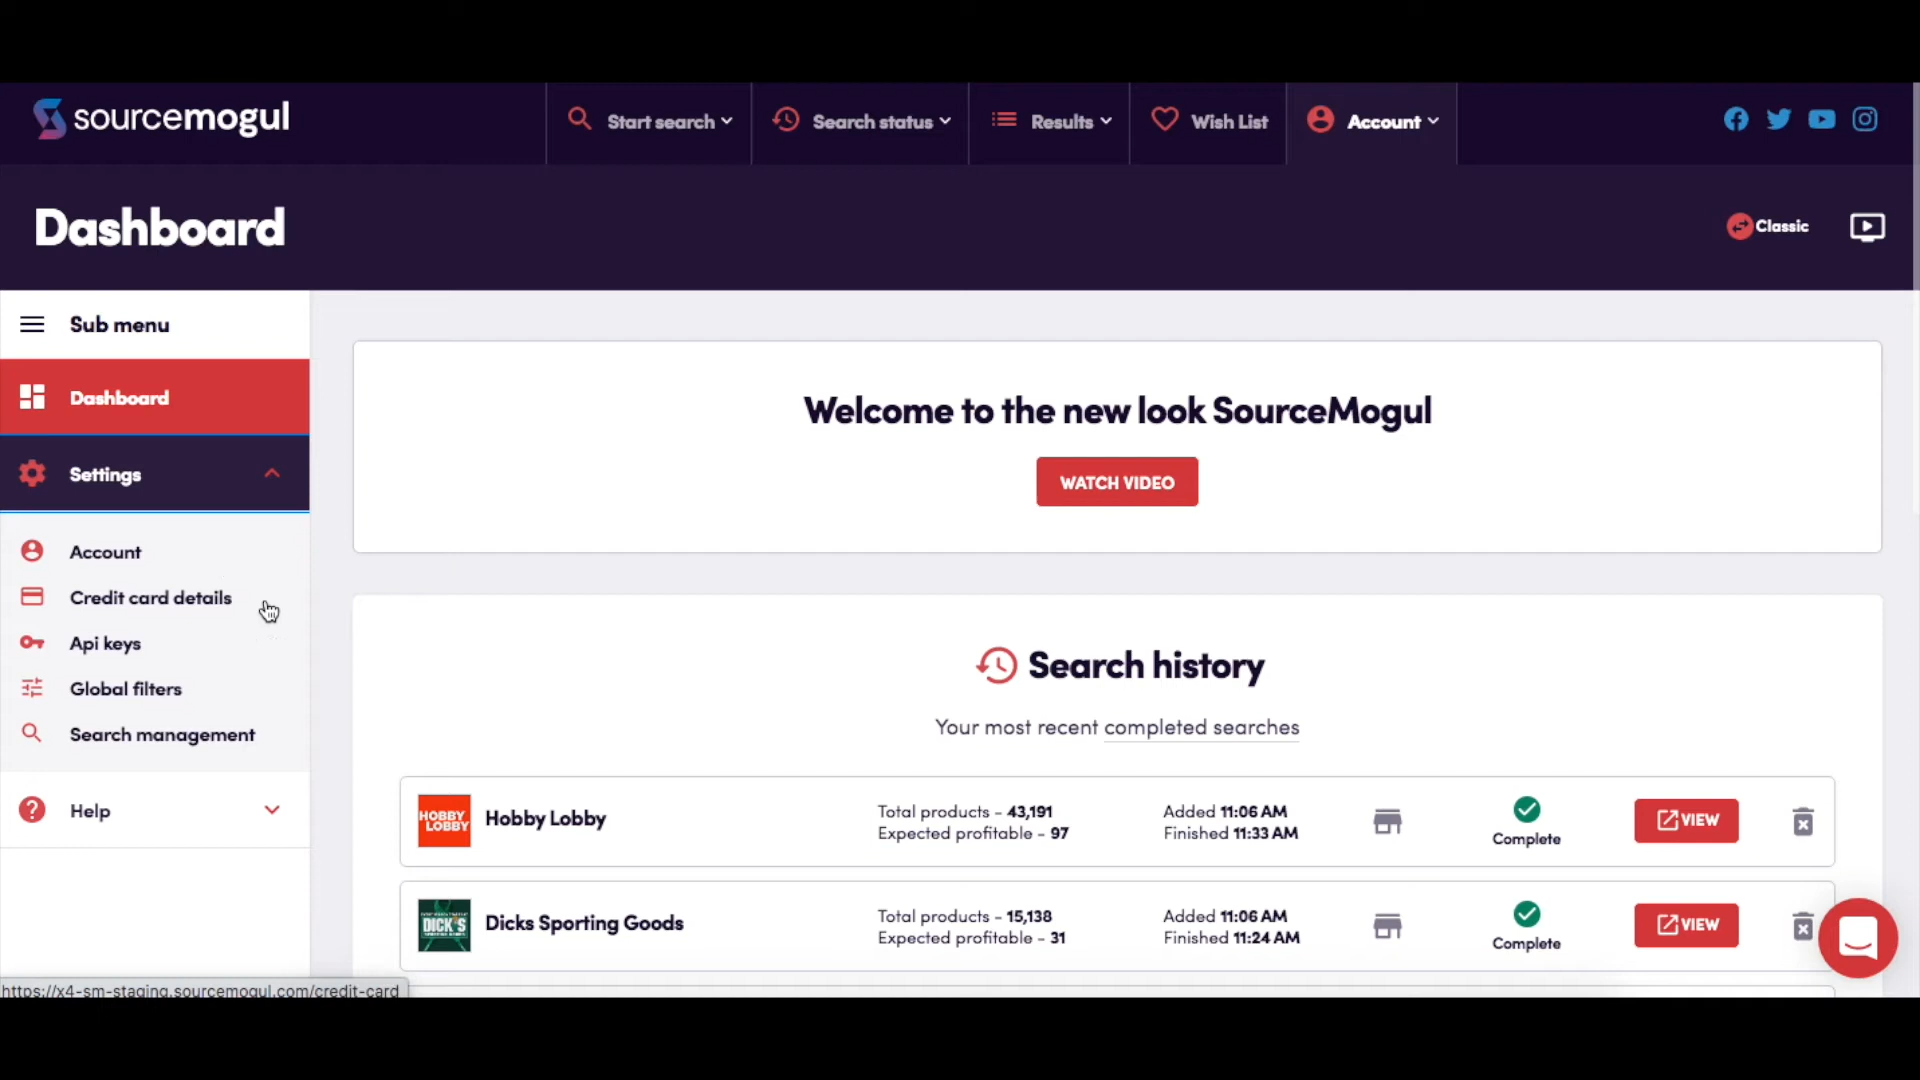 sourcemogul
Start search
Search status
Results
Wish List
Account
Dashboard
Classic
Sub menu
Dashboard
Settings
Account
Credit card details
Api keys
Global filters
Search management
Help
Welcome to the new look SourceMogul
WATCH VIDEO
Search history
Your most recent completed searches
HOBBY
LOBBY
Hobby Lobby
Total products - 43,191
Expected profitable - 97
Added 11:06 AM
Finished 11:33 AM
Complete
VIEW
DICK'S
Dicks Sporting Goods
Total products - 15,138
Expected profitable - 31
Added 11:06 AM
Finished 11:24 AM
Complete
VIEW
https://x4-sm-staging.sourcemogul.com/credit-card